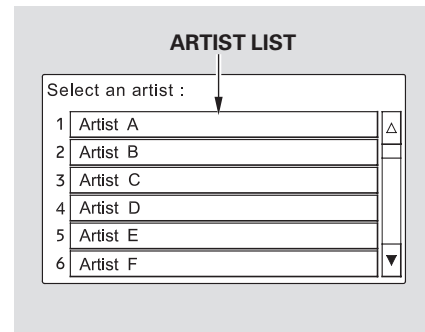 ARTIST LIST
Select an artist :
1 Artist A
2 Artist B
3 Artist C
4 Artist D
5 Artist E
6 Artist F